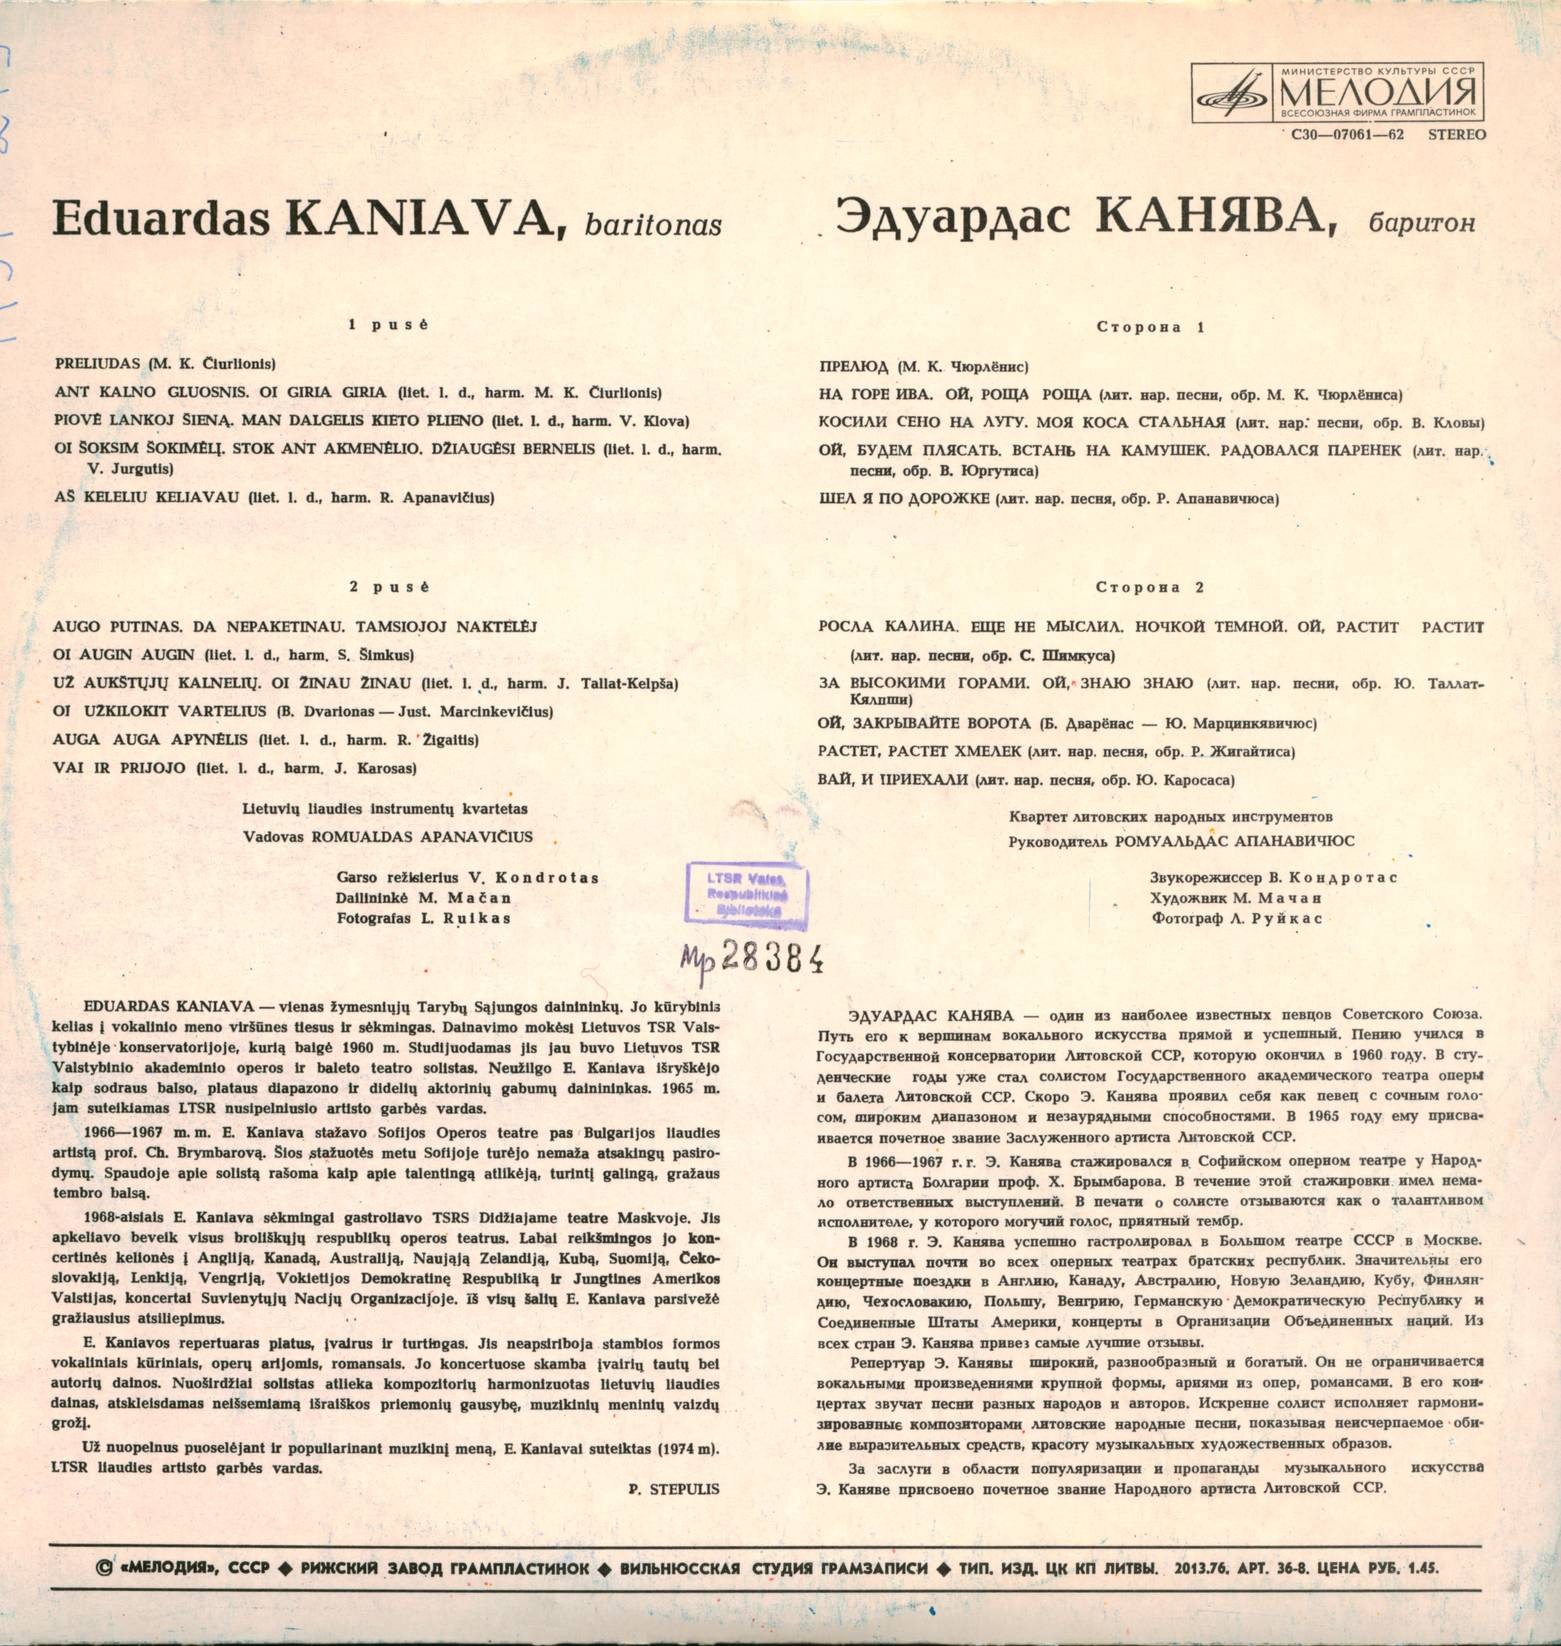 МИНИСТЕРСТВО КУЛЬТУРЫ СССР
МЕЛОДИЯ
ВСЕСОЮЗНАЯ ФИРМА ГРАМПЛАСТИНОК
С30—07061—62 STEREO
Eduardas KANIAVA, baritonas
1 pusė
PRELIUDAS (M. K. Čiurlionis)
ANT KALNO GLUOSNIS. OI GIRIA GIRIA (liet. l. d., harm. M. K. Čiurlionis)
PIOVĖ LANKOJ ŠIENĄ. MAN DALGELIS KIETO PLIENO (liet. l. d., harm. V. Klova)
OI ŠOKSIM ŠOKIMĖLĮ. STOK ANT AKMENĖLIO. DŽIAUGĖSI BERNELIS (liet. l. d., harm.
V. Jurgutis)
AŠ KELELIU KELIAVAU (liet. l. d., harm. R. Apanavičius)
2 pusė
AUGO PUTINAS. DA NEPAKETINAU. TAMSIOJOJ NAKTELĖJ
OI AUGIN AUGIN (liet. l. d., harm. S. Šimkus)
UŽ AUKŠTŲJŲ KALNELIŲ. OI ŽINAU ŽINAU (liet. l. d., harm. J. Tallat-Kelpša)
OI UŽKILOKIT VARTELIUS (B. Dvarionas — Just. Marcinkevičius)
AUGA AUGA APYNĖLIS (liet. l. d., harm. R. Žigaitis)
VAI IR PRIJOJO (liet. l. d., harm. J. Karosas)
Lietuvių liaudies instrumentų kvartetas
Vadovas ROMUALDAS APANAVIČIUS
Garso režisierius V. Kondrotas
Dailininkė M. Mačan
Fotografas L. Ruikas
EDUARDAS KANIAVA — vienas žymesniųjų Tarybų Sąjungos dainininkų. Jo kūrybinis
kelias į vokalinio meno viršūnes tiesus ir sėkmingas. Dainavimo mokėsi Lietuvos TSR Vals-
tybinėje konservatorijoje, kurią baigė 1960 m. Studijuodamas jis jau buvo Lietuvos TSR
Valstybinio akademinio operos ir baleto teatro solistas. Neužilgo E. Kaniava išryškėjo
kaip sodraus balso, plataus diapazono ir didelių aktorinių gabumų dainininkas. 1965 m.
jam suteikiamas LTSR nusipelniusio artisto garbės vardas.
1966—1967 m. m. E. Kaniava stažavo Sofijos Operos teatre pas Bulgarijos liaudies
artistą prof. Ch. Brymbarovą. Šios stažuotės metu Sofijoje turėjo nemaža atsakingų pasiro-
dymų. Spaudoje apie solistą rašoma kaip apie talentingą atlikėją, turintį galingą, gražaus
tembro balsą.
1968-aisiais E. Kaniava sėkmingai gastroliavo TSRS Didžiajame teatre Maskvoje. Jis
apkeliavo beveik visus broliškųjų respublikų operos teatrus. Labai reikšmingos jo kon-
certinės kelionės į Angliją, Kanadą, Australiją, Naująją Zelandiją, Kubą, Suomiją, Čeko-
slovakiją, Lenkiją, Vengriją, Vokietijos Demokratinę Respubliką ir Jungtines Amerikos
Valstijas, koncertai Suvienytųjų Nacijų Organizacijoje. iš visų šalių E. Kaniava parsivežė
gražiausius atsiliepimus.
E. Kaniavos repertuaras platus, įvairus ir turtingas. Jis neapsiriboja stambios formos
vokaliniais kūriniais, operų arijomis, romansais. Jo koncertuose skamba įvairių tautų bei
autorių dainos. Nuoširdžiai solistas atlieka kompozitorių harmonizuotas lietuvių liaudies
dainas, atskleisdamas neišsemiamą išraiškos priemonių gausybę, muzikinių meninių vaizdų
grožį.
Už nuopelnus puoselėjant ir populiarinant muzikinį meną, E. Kaniavai suteiktas (1974 m).
LTSR liaudies artisto garbės vardas.
P. STEPULIS
LTSR Valst.
Respublikinė
Biblioteka
Mp 28384
Эдуардас КАНЯВА, баритон
Сторона 1
ПРЕЛЮД (М. К. Чюрлёнис)
НА ГОРЕ ИВА. ОЙ, РОЩА РОЩА (лит. нар. песни, обр. М. К. Чюрлёниса)
КОСИЛИ СЕНО НА ЛУГУ. МОЯ КОСА СТАЛЬНАЯ (лит. нар. песни, обр. В. Кловы)
ОЙ, БУДЕМ ПЛЯСАТЬ. ВСТАНЬ НА КАМУШЕК. РАДОВАЛСЯ ПАРЕНЕК (лит. нар.
песни, обр. В. Юргутиса)
ШЕЛ Я ПО ДОРОЖКЕ (лит. нар. песня, обр. Р. Апанавичюса)
Сторона 2
РОСЛА КАЛИНА. ЕЩЕ НЕ МЫСЛИЛ. НОЧКОЙ ТЕМНОЙ. ОЙ, РАСТИТ РАСТИТ
(лит. нар. песни, обр. С. Шимкуса)
ЗА ВЫСОКИМИ ГОРАМИ. ОЙ, ЗНАЮ ЗНАЮ (лит. нар. песни, обр. Ю. Таллат-
Кялпши)
ОЙ, ЗАКРЫВАЙТЕ ВОРОТА (Б. Дварёнас — Ю. Марцинкявичюс)
РАСТЕТ, РАСТЕТ ХМЕЛЕК (лит. нар. песня, обр. Р. Жигайтиса)
ВАЙ, И ПРИЕХАЛИ (лит. нар. песня, обр. Ю. Каросаса)
Квартет литовских народных инструментов
Руководитель РОМУАЛЬДАС АПАНАВИЧЮС
Звукорежиссер В. Кондротас
Художник М. Мачан
Фотограф Л. Руйкас
ЭДУАРДАС КАНЯВА — один из наиболее известных певцов Советского Союза.
Путь его к вершинам вокального искусства прямой и успешный. Пению учился в
Государственной консерватории Литовской ССР, которую окончил в 1960 году. В сту-
денческие годы уже стал солистом Государственного академического театра оперы
и балета Литовской ССР. Скоро Э. Канява проявил себя как певец с сочным голо-
сом, широким диапазоном и незаурядными способностями. В 1965 году ему присва-
ивается почетное звание Заслуженного артиста Литовской ССР.
В 1966—1967 г. г. Э. Канява стажировался в Софийском оперном театре у Народ-
ного артиста Болгарии проф. Х. Брымбарова. В течение этой стажировки имел нема-
ло ответственных выступлений. В печати о солисте отзываются как о талантливом
исполнителе, у которого могучий голос, приятный тембр.
В 1968 г. Э. Канява успешно гастролировал в Большом театре СССР в Москве.
Он выступал почти во всех оперных театрах братских республик. Значительны его
концертные поездки в Англию, Канаду, Австралию, Новую Зеландию, Кубу, Финлян-
дию, Чехословакию, Польшу, Венгрию, Германскую Демократическую Республику и
Соединенные Штаты Америки, концерты в Организации Объединенных наций. Из
всех стран Э. Канява привез самые лучшие отзывы.
Репертуар Э. Канявы широкий, разнообразный и богатый. Он не ограничивается
вокальными произведениями крупной формы, ариями из опер, романсами. В его кон-
цертах звучат песни разных народов и авторов. Искренне солист исполняет гармони-
зированные композиторами литовские народные песни, показывая неисчерпаемое оби-
лие выразительных средств, красоту музыкальных художественных образов.
За заслуги в области популяризации и пропаганды музыкального искусства
Э. Каняве присвоено почетное звание Народного артиста Литовской ССР.
© «МЕЛОДИЯ», СССР ◆ РИЖСКИЙ ЗАВОД ГРАМПЛАСТИНОК ◆ ВИЛЬНЮССКАЯ СТУДИЯ ГРАМЗАПИСИ ◆ ТИП. ИЗД. ЦК КП ЛИТВЫ. 2013.76. АРТ. 36-8. ЦЕНА РУБ. 1.45.